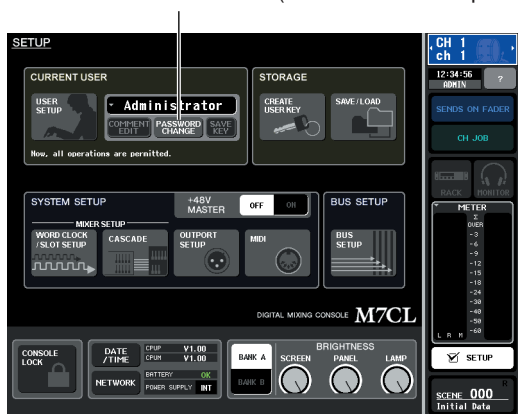 SETUP
CURRENT USER
USER
SETUP
Administrator
COMMENT
EDIT
PASSWORD
CHANGE
SAVE
KEY
Now, all operations are permitted.
STORAGE
CREATE
USER KEY
SAVE/LOAD
SYSTEM SETUP
+48V
MASTER
OFF
ON
MIXER SETUP
WORD CLOCK
/SLOT SETUP
CASCADE
OUTPORT
SETUP
MIDI
BUS SETUP
BUS
SETUP
DIGITAL MIXING CONSOLE M7CL
CONSOLE
LOCK
DATE
/TIME
CPUP V1.00
CPUM V1.00
NETWORK
BATTERY OK
POWER SUPPLY INT
BANK A
BANK B
BRIGHTNESS
SCREEN
PANEL
LAMP
CH 1
ch 1
12:34:56
ADMIN
?
SENDS ON FADER
CH JOB
RACK
MONITOR
METER
Σ
OVER
-3
-6
-9
-12
-15
-18
-24
-30
-40
-50
-60
L R M
SETUP
R
SCENE 000
Initial Data